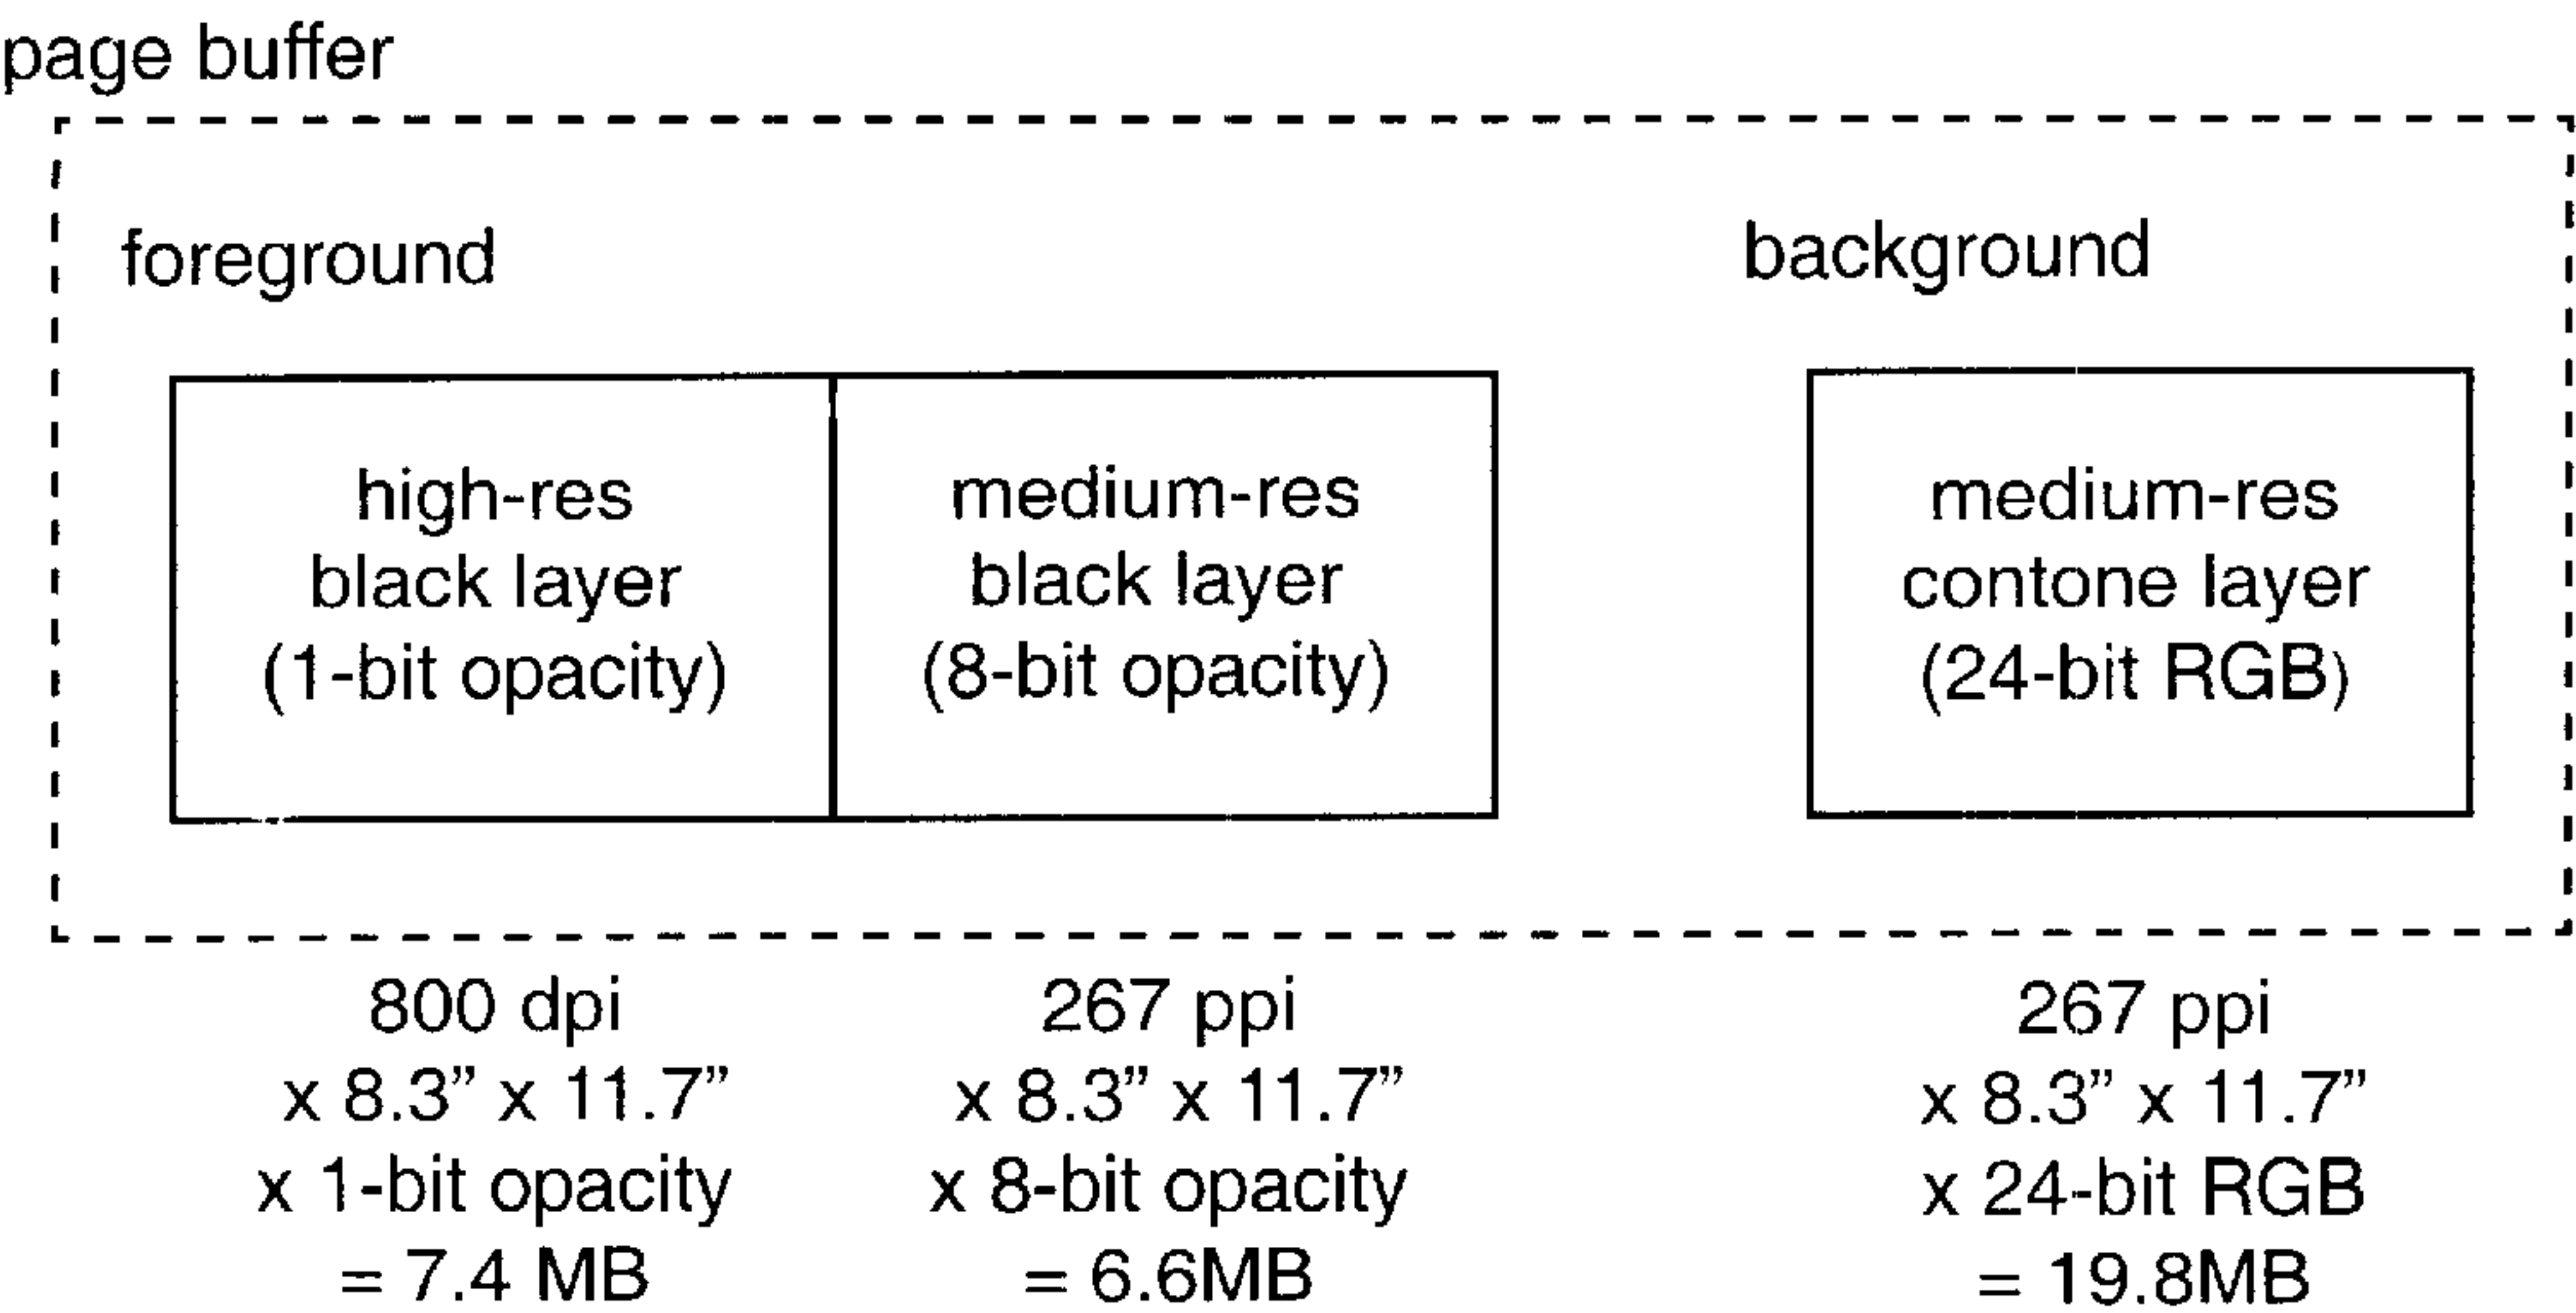 page buffer
foreground
background
high-res
black layer
(1-bit opacity)
medium-res
black layer
(8-bit opacity)
medium-res
contone layer
(24-bit RGB)
800 dpi
x 8.3” x 11.7”
x 1-bit opacity
= 7.4 MB
267 ppi
x 8.3” x 11.7”
x 8-bit opacity
= 6.6MB
267 ppi
x 8.3” x 11.7”
x 24-bit RGB
= 19.8MB